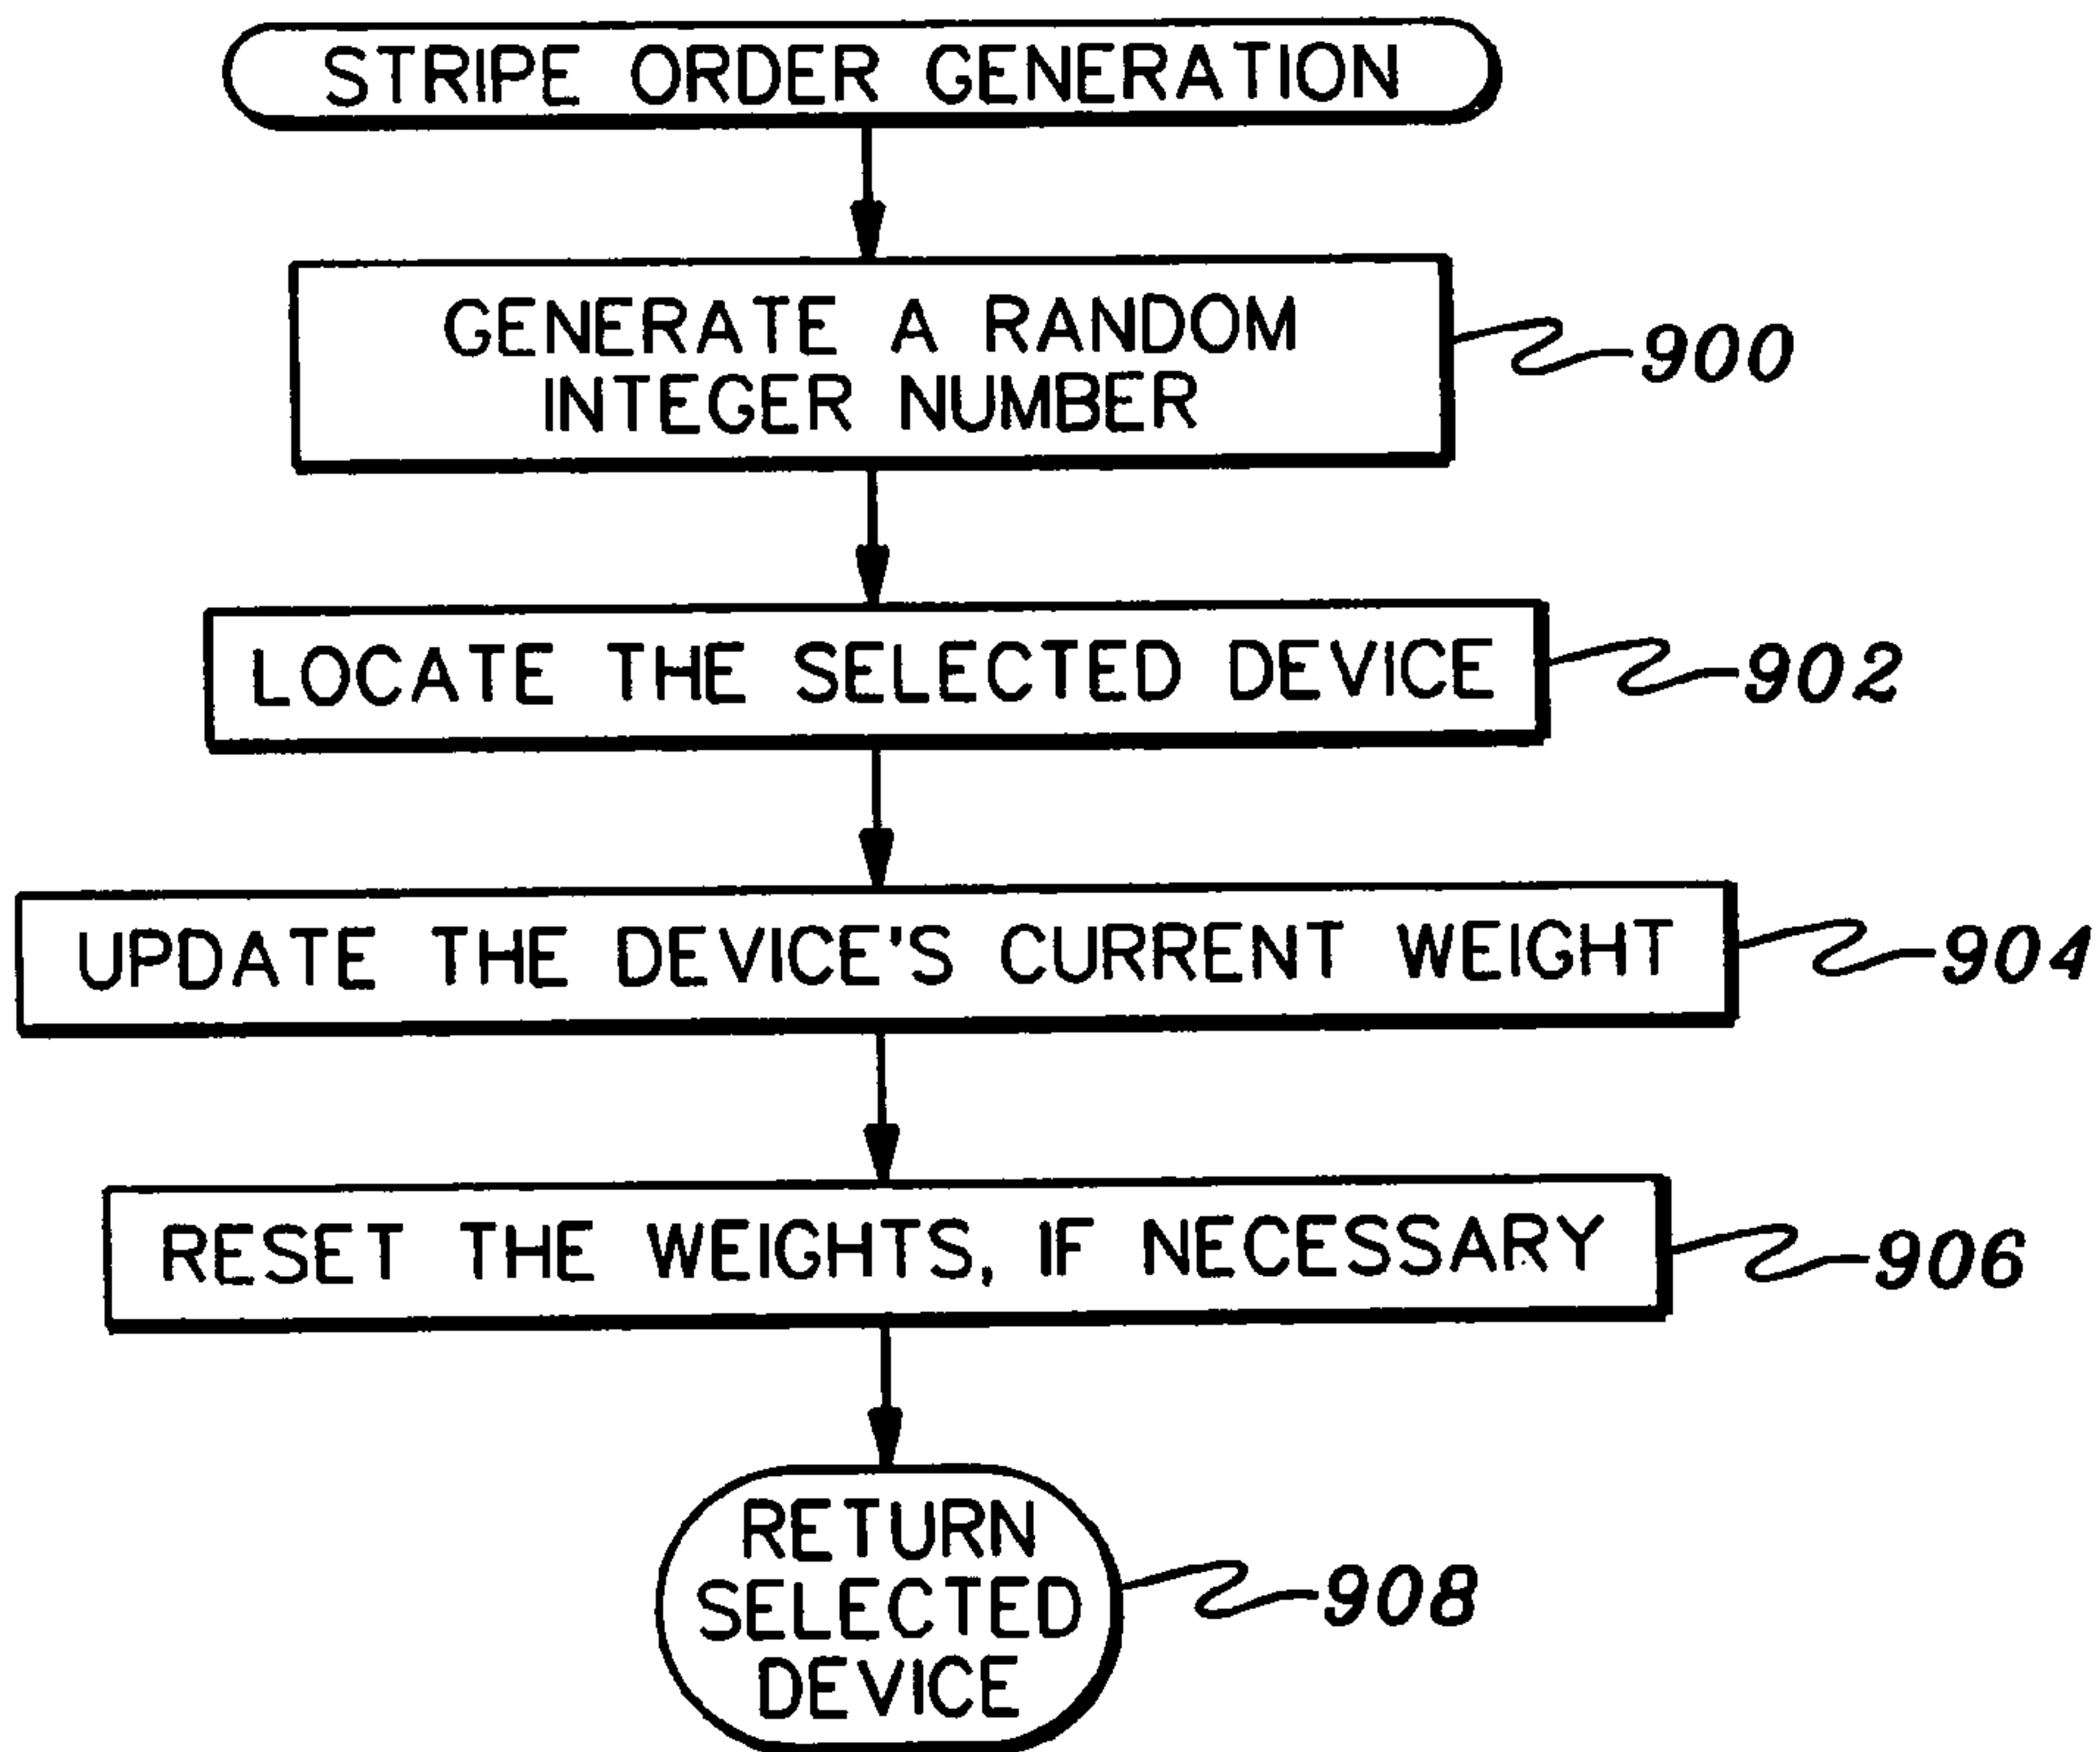 STRIPE ORDER GENERATION
GENERATE A RANDOM
INTEGER NUMBER
900
LOCATE THE SELECTED DEVICE
902
UPDATE THE DEVICE'S CURRENT WEIGHT
904
RESET THE WEIGHTS, IF NECESSARY
906
RETURN
SELECTED
DEVICE
908